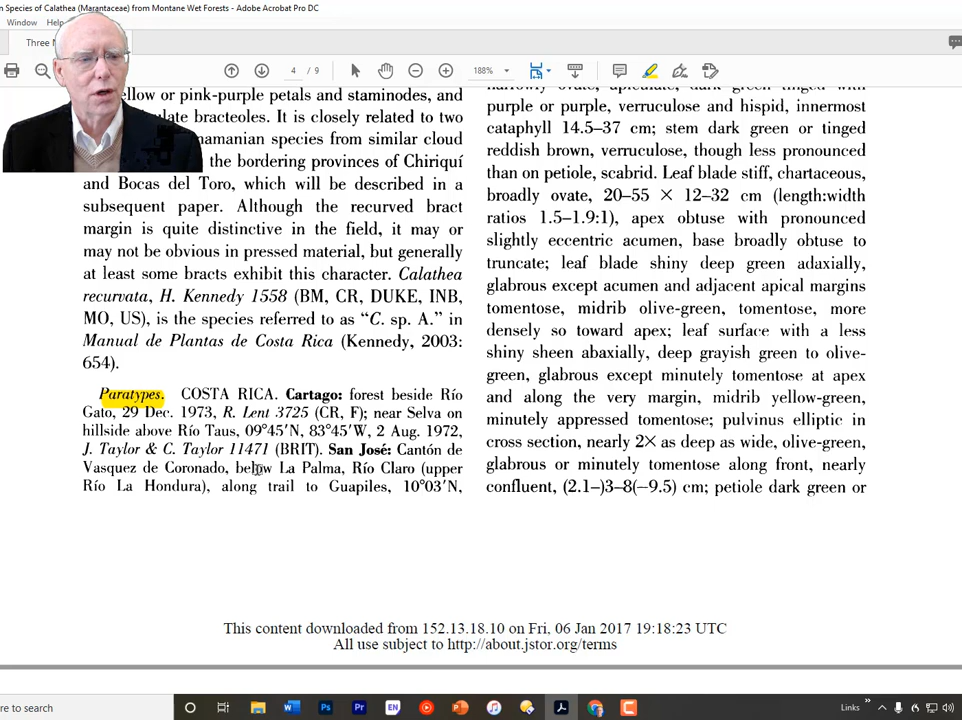 n Species of Calathea (Marantaceae) from Montane Wet Forests - Adobe Acrobat Pro DC
Window Help
Three
4 / 9
188%
ellow or pink-purple petals and staminodes, and
ulate bracteoles. It is closely related to two
namanian species from similar cloud
the bordering provinces of Chiriquí
and Bocas del Toro, which will be described in a
subsequent paper. Although the recurved bract
margin is quite distinctive in the field, it may or
may not be obvious in pressed material, but generally
at least some bracts exhibit this character. Calathea
recurvata, H. Kennedy 1558 (BM, CR, DUKE, INB,
MO, US), is the species referred to as “C. sp. A.” in
Manual de Plantas de Costa Rica (Kennedy, 2003:
654).
Paratypes. COSTA RICA. Cartago: forest beside Río
Gato, 29 Dec. 1973, R. Lent 3725 (CR, F); near Selva on
hillside above Río Taus, 09°45′N, 83°45′W, 2 Aug. 1972,
J. Taylor & C. Taylor 11471 (BRIT). San José: Cantón de
Vasquez de Coronado, below La Palma, Río Claro (upper
Río La Hondura), along trail to Guapiles, 10°03′N,
narrowly ovate, apiculate, dark green tinged with
purple or purple, verruculose and hispid, innermost
cataphyll 14.5–37 cm; stem dark green or tinged
reddish brown, verruculose, though less pronounced
than on petiole, scabrid. Leaf blade stiff, chartaceous,
broadly ovate, 20–55 × 12–32 cm (length:width
ratios 1.5–1.9:1), apex obtuse with pronounced
slightly eccentric acumen, base broadly obtuse to
truncate; leaf blade shiny deep green adaxially,
glabrous except acumen and adjacent apical margins
tomentose, midrib olive-green, tomentose, more
densely so toward apex; leaf surface with a less
shiny sheen abaxially, deep grayish green to olive-
green, glabrous except minutely tomentose at apex
and along the very margin, midrib yellow-green,
minutely appressed tomentose; pulvinus elliptic in
cross section, nearly 2× as deep as wide, olive-green,
glabrous or minutely tomentose along front, nearly
confluent, (2.1–)3–8(–9.5) cm; petiole dark green or
This content downloaded from 152.13.18.10 on Fri, 06 Jan 2017 19:18:23 UTC
All use subject to http://about.jstor.org/terms
re to search
W
Ps
Pr
EN
P
Links